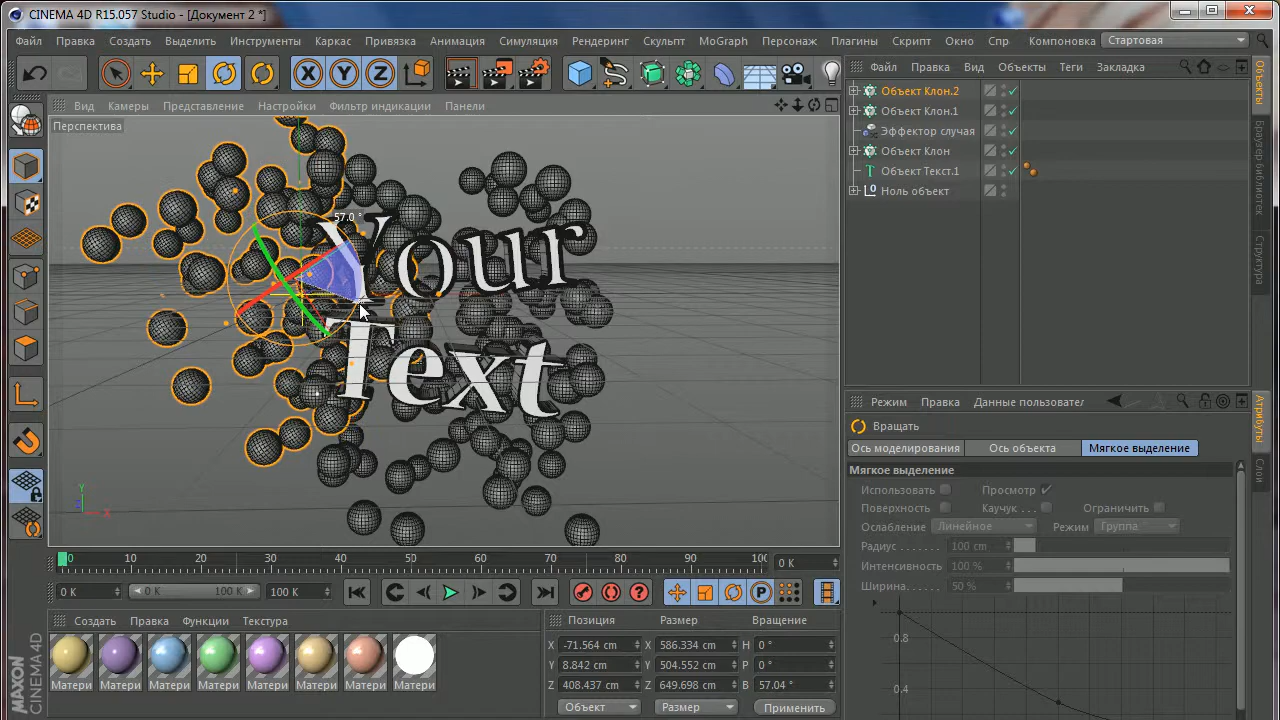 CINEMA 4D R15.057 Studio - [Документ 2 *]
Файл Правка Создать Выделить Инструменты Каркас Привязка Анимация Симуляция Рендеринг Скульпт MoGraph Персонаж Плагины Скрипт Окно Спр Компоновка Стартовая
X Y Z
Файл Правка Вид Объекты Теги Закладка
Вид Камеры Представление Настройки Фильтр индикации Панели
Перспектива
57.0 °
Your
Text
Y
Z X
Объект Клон.2
Объект Клон.1
Эффектор случая
Объект Клон
Объект Текст.1
Ноль объект
Объекты
Браузер библиотек
Структура
Режим Правка Данные пользовател
Вращать
Ось моделирования Ось объекта Мягкое выделение
Мягкое выделение
Использовать Просмотр
Поверхность Каучук . . . Ограничить
Ослабление Линейное Режим Группа
Радиус . . . . . . . 100 cm
Интенсивность 100 %
Ширина. . . . . . 50 %
0.8
0.4
Атрибуты
Слои
0 10 20 30 40 50 60 70 80 90 100 0 K
0 K 0 K 100 K 100 K
P
Создать Правка Функции Текстура
Матери Матери Матери Матери Матери Матери Матери Матери
Позиция Размер Вращение
X -71.564 cm X 586.334 cm H 0 °
Y 8.842 cm Y 504.552 cm P 0 °
Z 408.437 cm Z 649.698 cm B 57.04 °
Объект Размер Применить
MAXON
CINEMA 4D